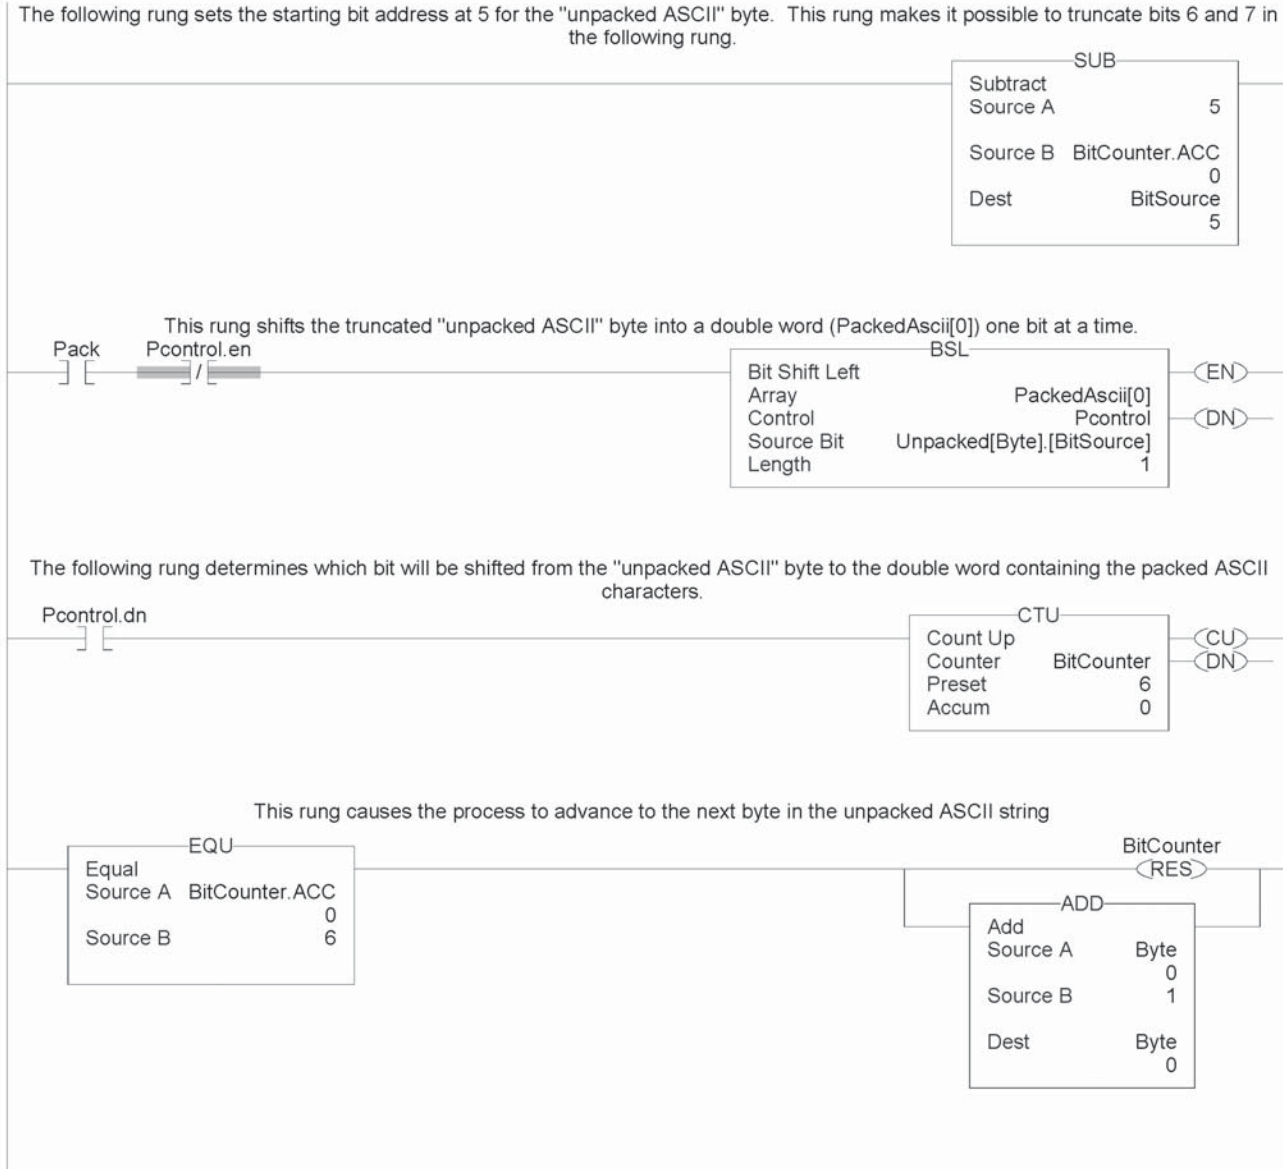 The following rung sets the starting bit address at 5 for the "unpacked ASCII" byte. This rung makes it possible to truncate bits 6 and 7 in
the following rung.
SUB
Subtract
Source A 5
Source B BitCounter.ACC
0
Dest BitSource
5
This rung shifts the truncated "unpacked ASCII" byte into a double word (PackedAscii[0]) one bit at a time.
Pack Pcontrol.en
BSL
Bit Shift Left
Array PackedAscii[0]
Control Pcontrol
Source Bit Unpacked[Byte].[BitSource]
Length 1
EN
DN
The following rung determines which bit will be shifted from the "unpacked ASCII" byte to the double word containing the packed ASCII
characters.
Pcontrol.dn
CTU
Count Up
Counter BitCounter
Preset 6
Accum 0
CU
DN
This rung causes the process to advance to the next byte in the unpacked ASCII string
EQU
Equal
Source A BitCounter.ACC
0
Source B 6
BitCounter
RES
ADD
Add
Source A Byte
0
Source B 1
Dest Byte
0